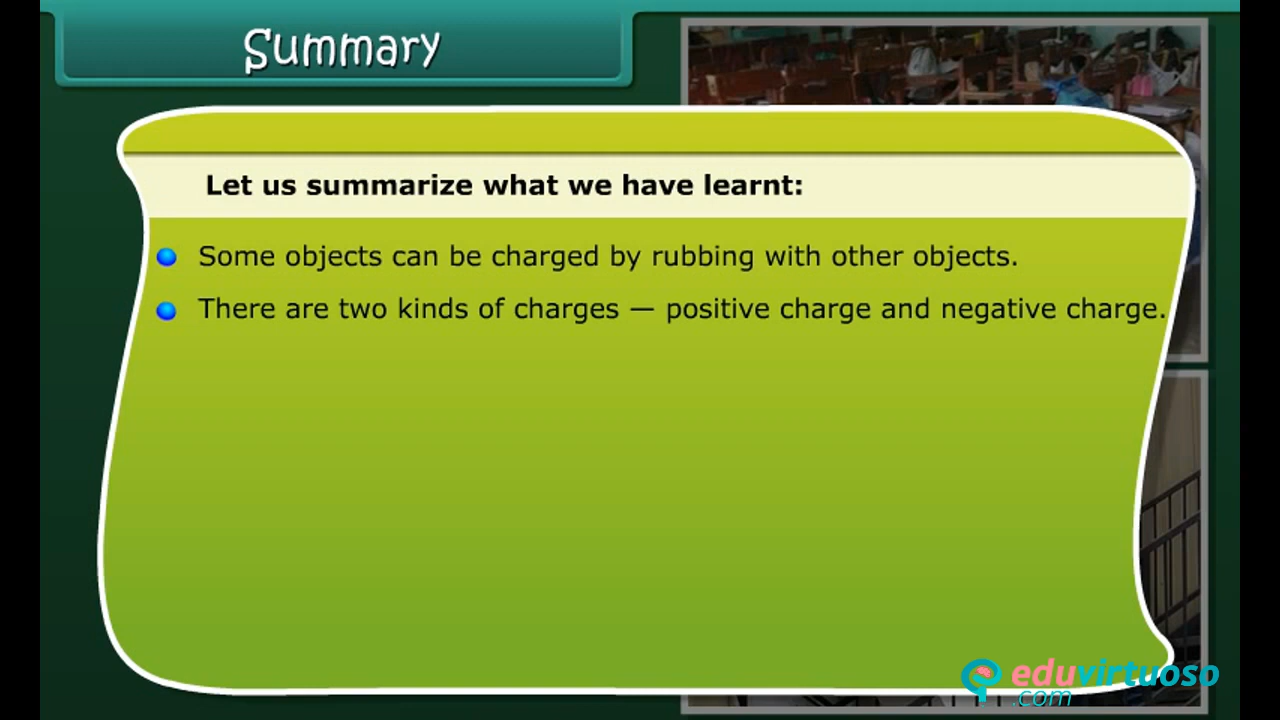 Summary
Let us summarize what we have learnt:
Some objects can be charged by rubbing with other objects.
There are two kinds of charges — positive charge and negative charge.
eduvirtuoso
.com